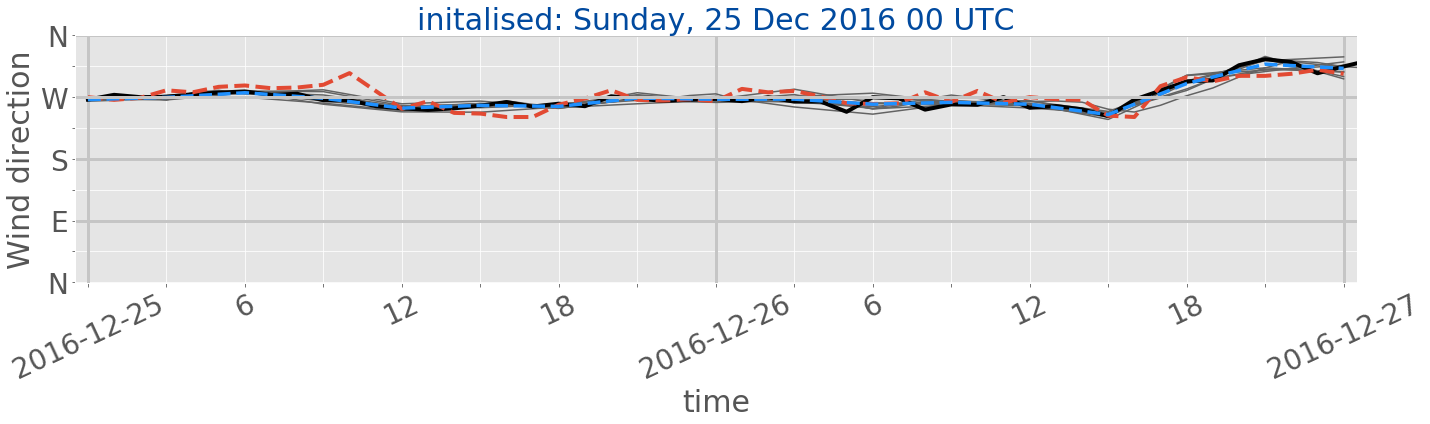 initalised: Sunday, 25 Dec 2016 00 UTC
Wind direction
N
W
S
E
N
2016-12-25
6
12
18
2016-12-26
6
12
18
2016-12-27
time